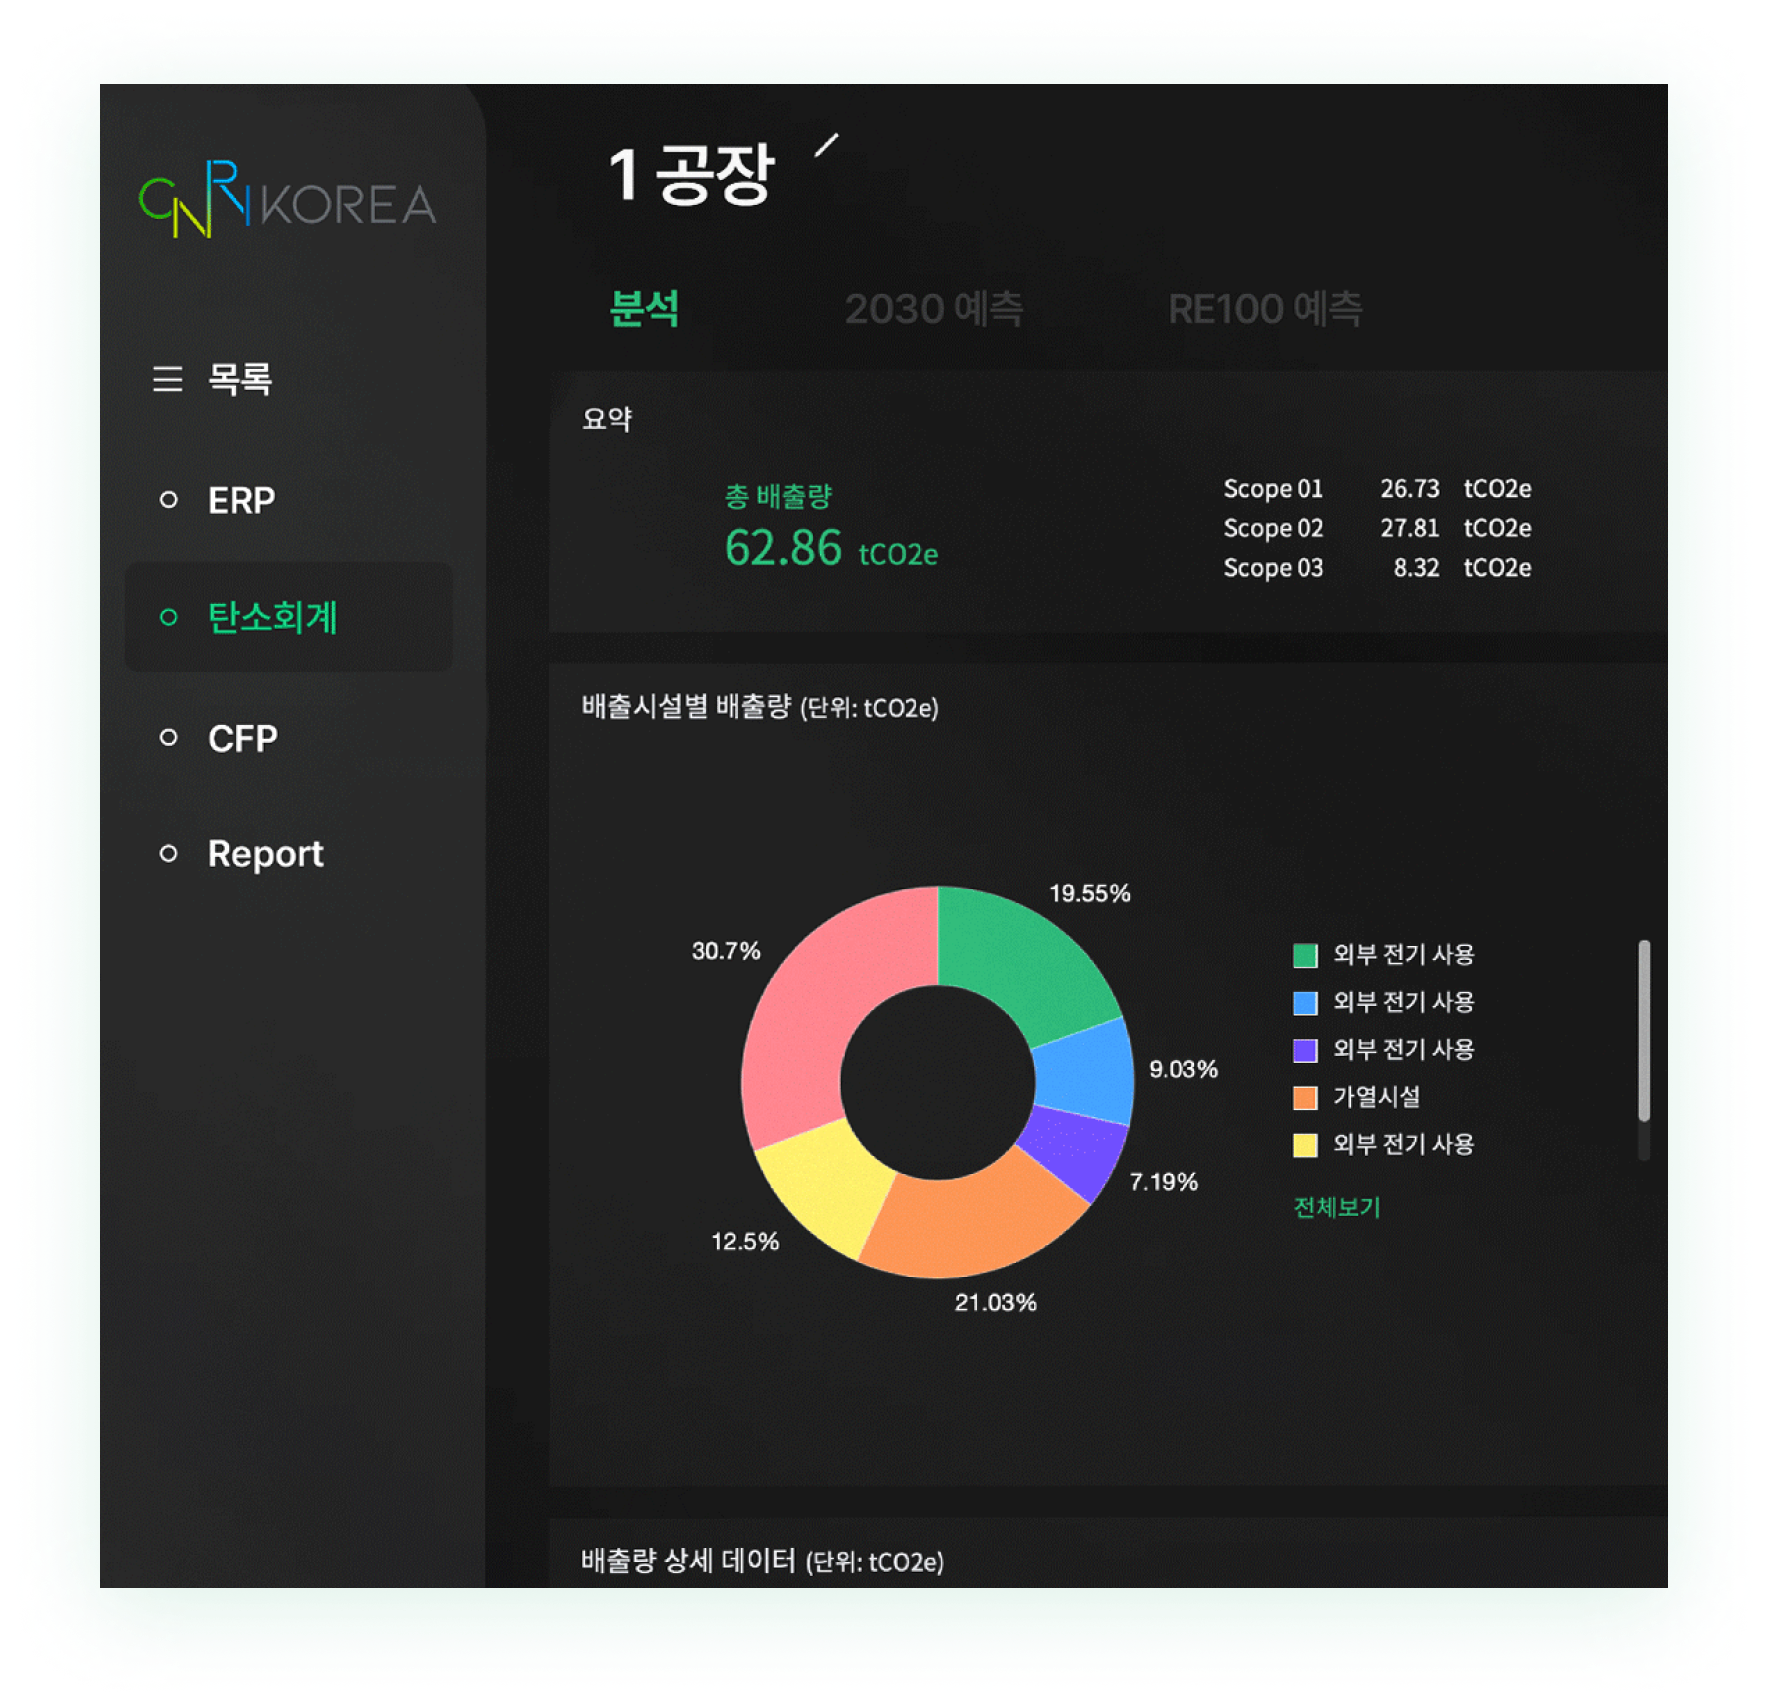 CNRI KOREA
목록
ERP
탄소회계
CFP
Report
1 공장
분석 2030 예측 RE100 예측
요약
총 배출량
62.86 tCO2e
Scope 01 26.73 tCO2e
Scope 02 27.81 tCO2e
Scope 03 8.32 tCO2e
배출시설별 배출량 (단위: tCO2e)
19.55%
30.7%
9.03%
7.19%
12.5%
21.03%
외부 전기 사용
외부 전기 사용
외부 전기 사용
가열시설
외부 전기 사용
전체보기
배출량 상세 데이터 (단위: tCO2e)